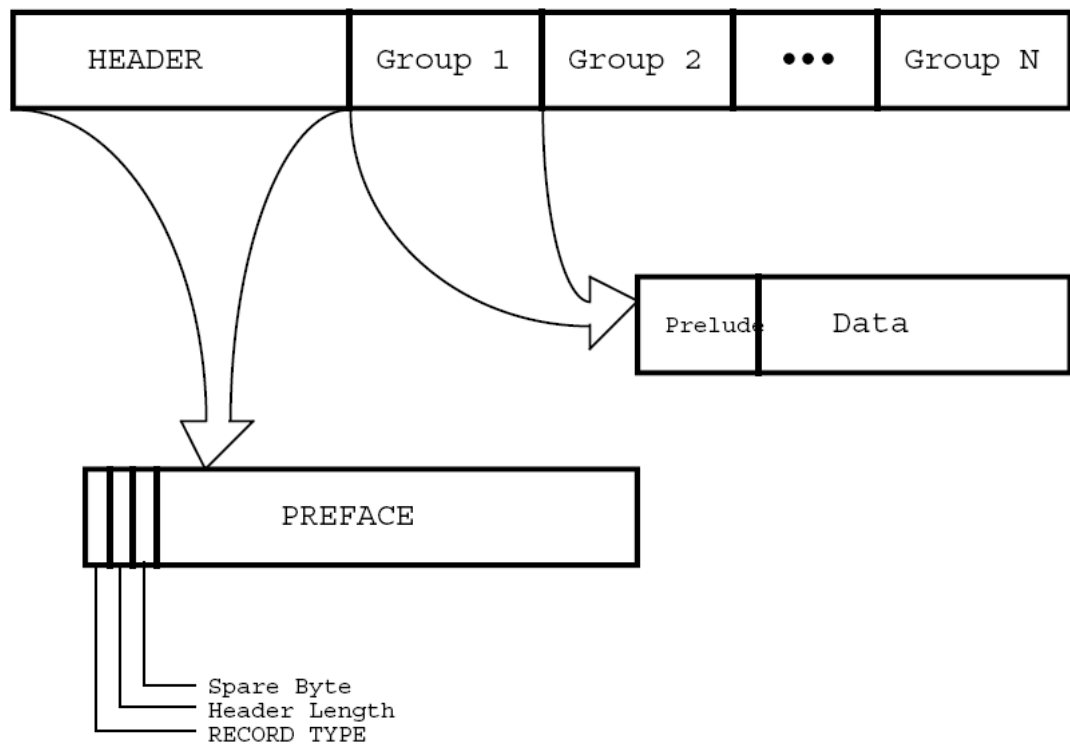 HEADER Group 1 Group 2 ••• Group N
Prelude Data
PREFACE
Spare Byte
Header Length
RECORD TYPE